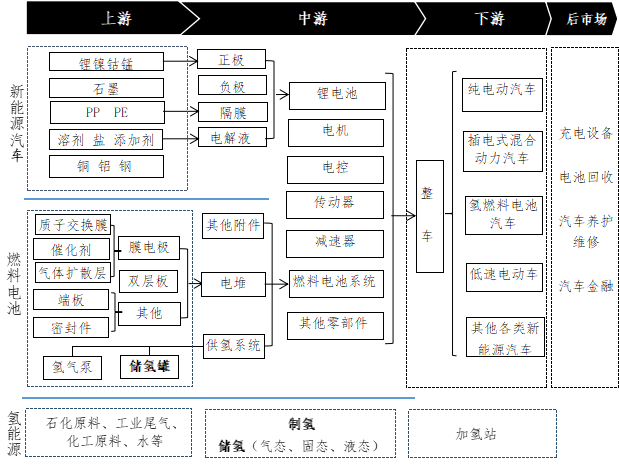 上游
中游
下游
后市场
新能源汽车
锂镍钴锰
石墨
PP PE
溶剂 盐 添加剂
铜 铝 钢
正极
负极
隔膜
电解液
锂电池
电机
电控
传动器
减速器
燃料电池系统
其他零部件
整车
纯电动汽车
插电式混合
动力汽车
氢燃料电池
汽车
低速电动车
其他各类新
能源汽车
充电设备
电池回收
汽车养护
维修
汽车金融
燃料电池
质子交换膜
催化剂
气体扩散层
端板
密封件
膜电极
双层板
其他
氢气泵
储氢罐
其他附件
电堆
供氢系统
氢能源
石化原料、工业尾气、
化工原料、水等
制氢
储氢（气态、固态、液态）
加氢站